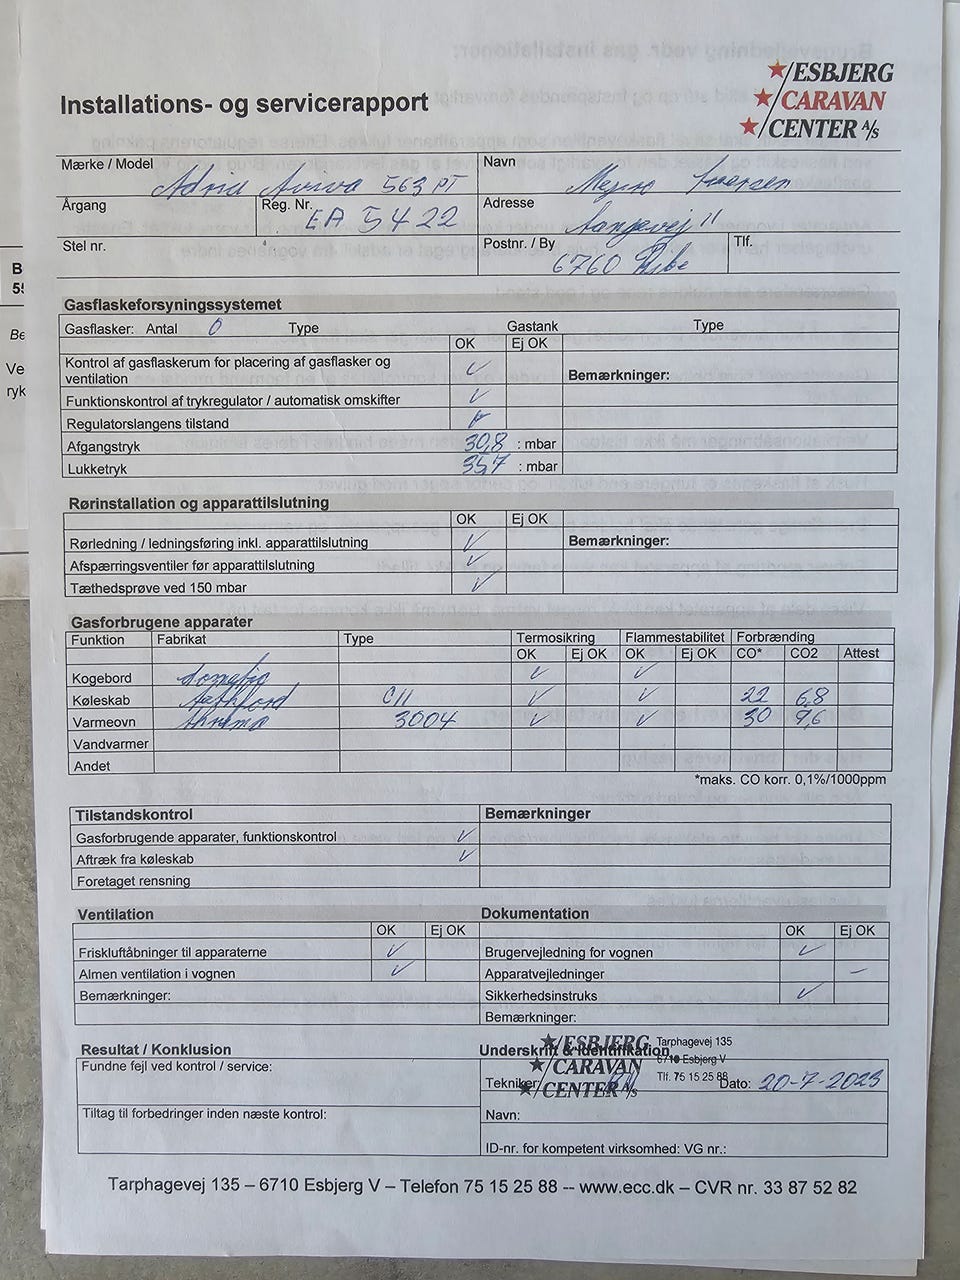 ESBJERG
CARAVAN
CENTER A/S
Installations- og servicerapport
Mærke / Model Adria Aviva 563 PT
Navn
Årgang
Reg. Nr. EA 5422
Adresse 11
Stel nr.
Postnr. / By 6760 Ribe
Tlf.
Gasflaskeforsyningssystemet
Gasflasker: Antal 0 Type Gastank Type
OK Ej OK
Kontrol af gasflaskerum for placering af gasflasker og
ventilation ✓
Bemærkninger:
Funktionskontrol af trykregulator / automatisk omskifter ✓
Regulatorslangens tilstand ✓
Afgangstryk 30,8 : mbar
Lukketryk 35,7 : mbar
Rørinstallation og apparattilslutning
OK Ej OK
Rørledning / ledningsføring inkl. apparattilslutning ✓ Bemærkninger:
Afspærringsventiler før apparattilslutning ✓
Tæthedsprøve ved 150 mbar ✓
Gasforbrugene apparater
Funktion Fabrikat Type Termosikring Flammestabilitet Forbrænding
OK Ej OK OK Ej OK CO* CO2 Attest
Kogebord ✓ ✓
Køleskab C11 ✓ ✓ 22 6,8
Varmeovn 3004 ✓ ✓ 30 9,6
Vandvarmer
Andet
*maks. CO korr. 0,1%/1000ppm
Tilstandskontrol Bemærkninger
Gasforbrugende apparater, funktionskontrol ✓
Aftræk fra køleskab ✓
Foretaget rensning
Ventilation Dokumentation
OK Ej OK OK Ej OK
Friskluftåbninger til apparaterne ✓ Brugervejledning for vognen ✓
Almen ventilation i vognen ✓ Apparatvejledninger —
Bemærkninger: Sikkerhedsinstruks ✓
Bemærkninger:
Resultat / Konklusion Underskrift & identifikation
Fundne fejl ved kontrol / service:
ESBJERG
CARAVAN
CENTER A/S
Tarphagevej 135
6710 Esbjerg V
Tlf. 75 15 25 88
Tekniker Dato: 20-7-2023
Tiltag til forbedringer inden næste kontrol:
Navn:
ID-nr. for kompetent virksomhed: VG nr.:
Tarphagevej 135 – 6710 Esbjerg V – Telefon 75 15 25 88 -- www.ecc.dk – CVR nr. 33 87 52 82